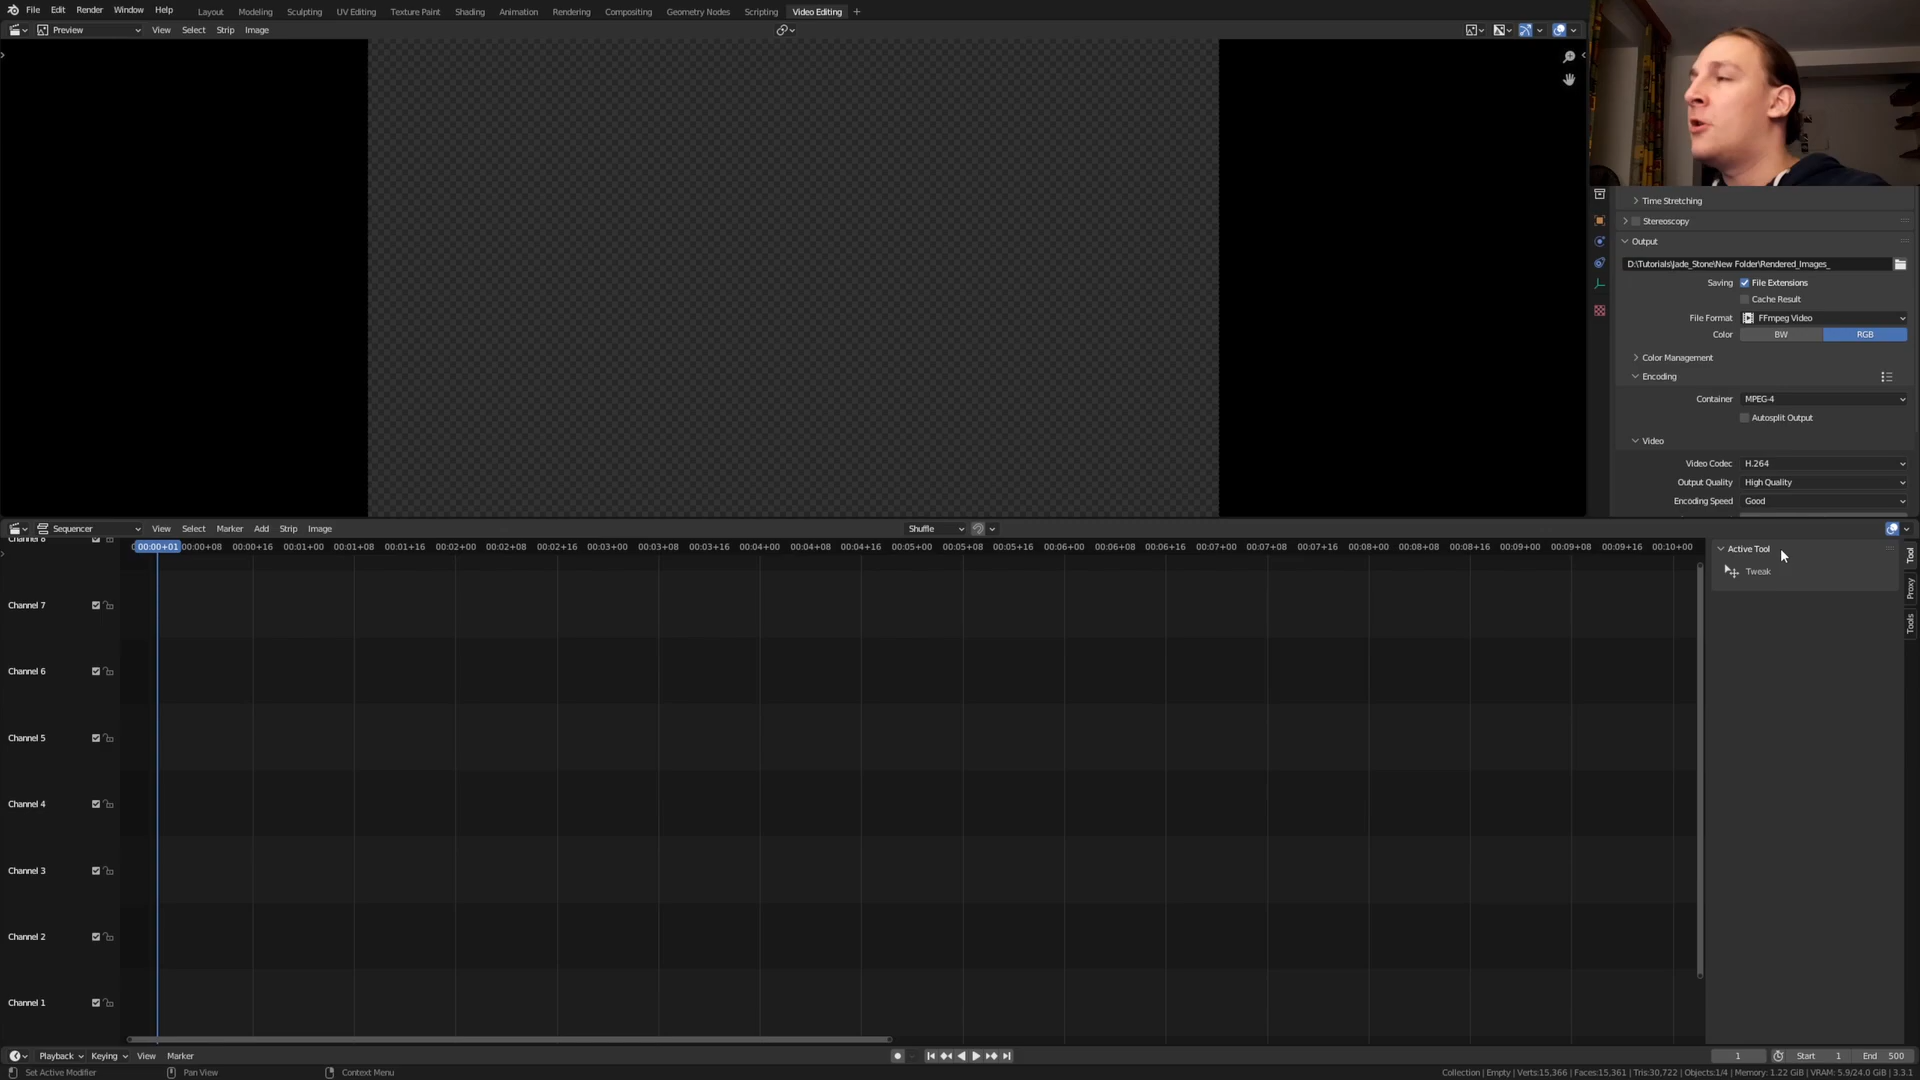 File Edit Render Window Help Layout Modeling Sculpting UV Editing Texture Paint Shading Animation Rendering Compositing Geometry Nodes Scripting Video Editing +
Preview View Select Strip Image
Time Stretching
Stereoscopy
Output
D:\Tutorials\Jade_Stone\New Folder\Rendered_Images_
Saving File Extensions
Cache Result
File Format FFmpeg Video
Color BW RGB
Color Management
Encoding
Container MPEG-4
Autosplit Output
Video
Video Codec H.264
Output Quality High Quality
Encoding Speed Good
Sequencer View Select Marker Add Strip Image Shuffle
Channel 8
00:00+01 00:00+08 00:00+16 00:01+00 00:01+08 00:01+16 00:02+00 00:02+08 00:02+16 00:03+00 00:03+08 00:03+16 00:04+00 00:04+08 00:04+16 00:05+00 00:05+08 00:05+16 00:06+00 00:06+08 00:06+16 00:07+00 00:07+08 00:07+16 00:08+00 00:08+08 00:08+16 00:09+00 00:09+08 00:09+16 00:10+00
Active Tool
Tweak
Tool
Proxy
Tools
Channel 7
Channel 6
Channel 5
Channel 4
Channel 3
Channel 2
Channel 1
Playback Keying View Marker 1 Start 1 End 500
Set Active Modifier Pan View Context Menu Collection | Empty | Verts:15,366 | Faces:15,361 | Tris:30,722 | Objects:1/4 | Memory: 1.22 GiB | VRAM: 5.9/24.0 GiB | 3.3.1